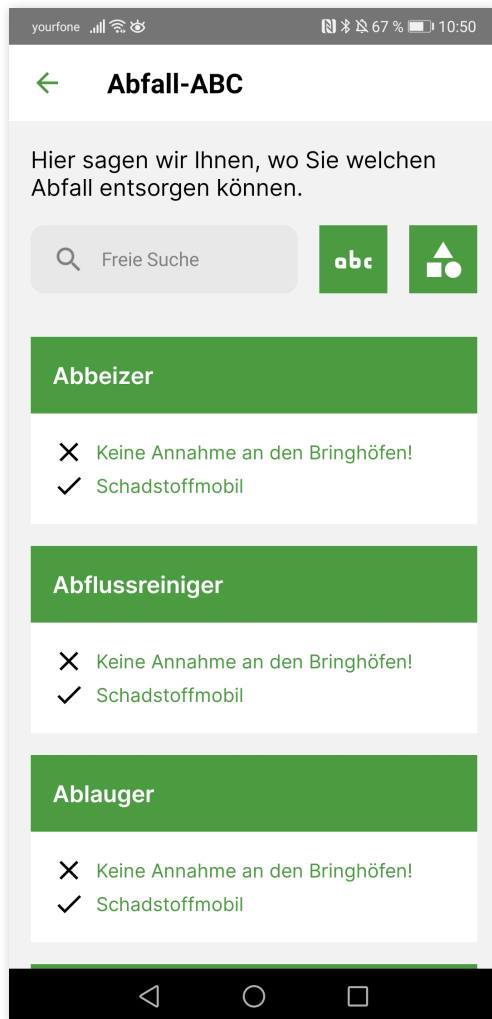 yourfone 67 % 10:50
Abfall-ABC
Hier sagen wir Ihnen, wo Sie welchen
Abfall entsorgen können.
Freie Suche
abc
Abbeizer
Keine Annahme an den Bringhöfen!
Schadstoffmobil
Abflussreiniger
Keine Annahme an den Bringhöfen!
Schadstoffmobil
Ablauger
Keine Annahme an den Bringhöfen!
Schadstoffmobil